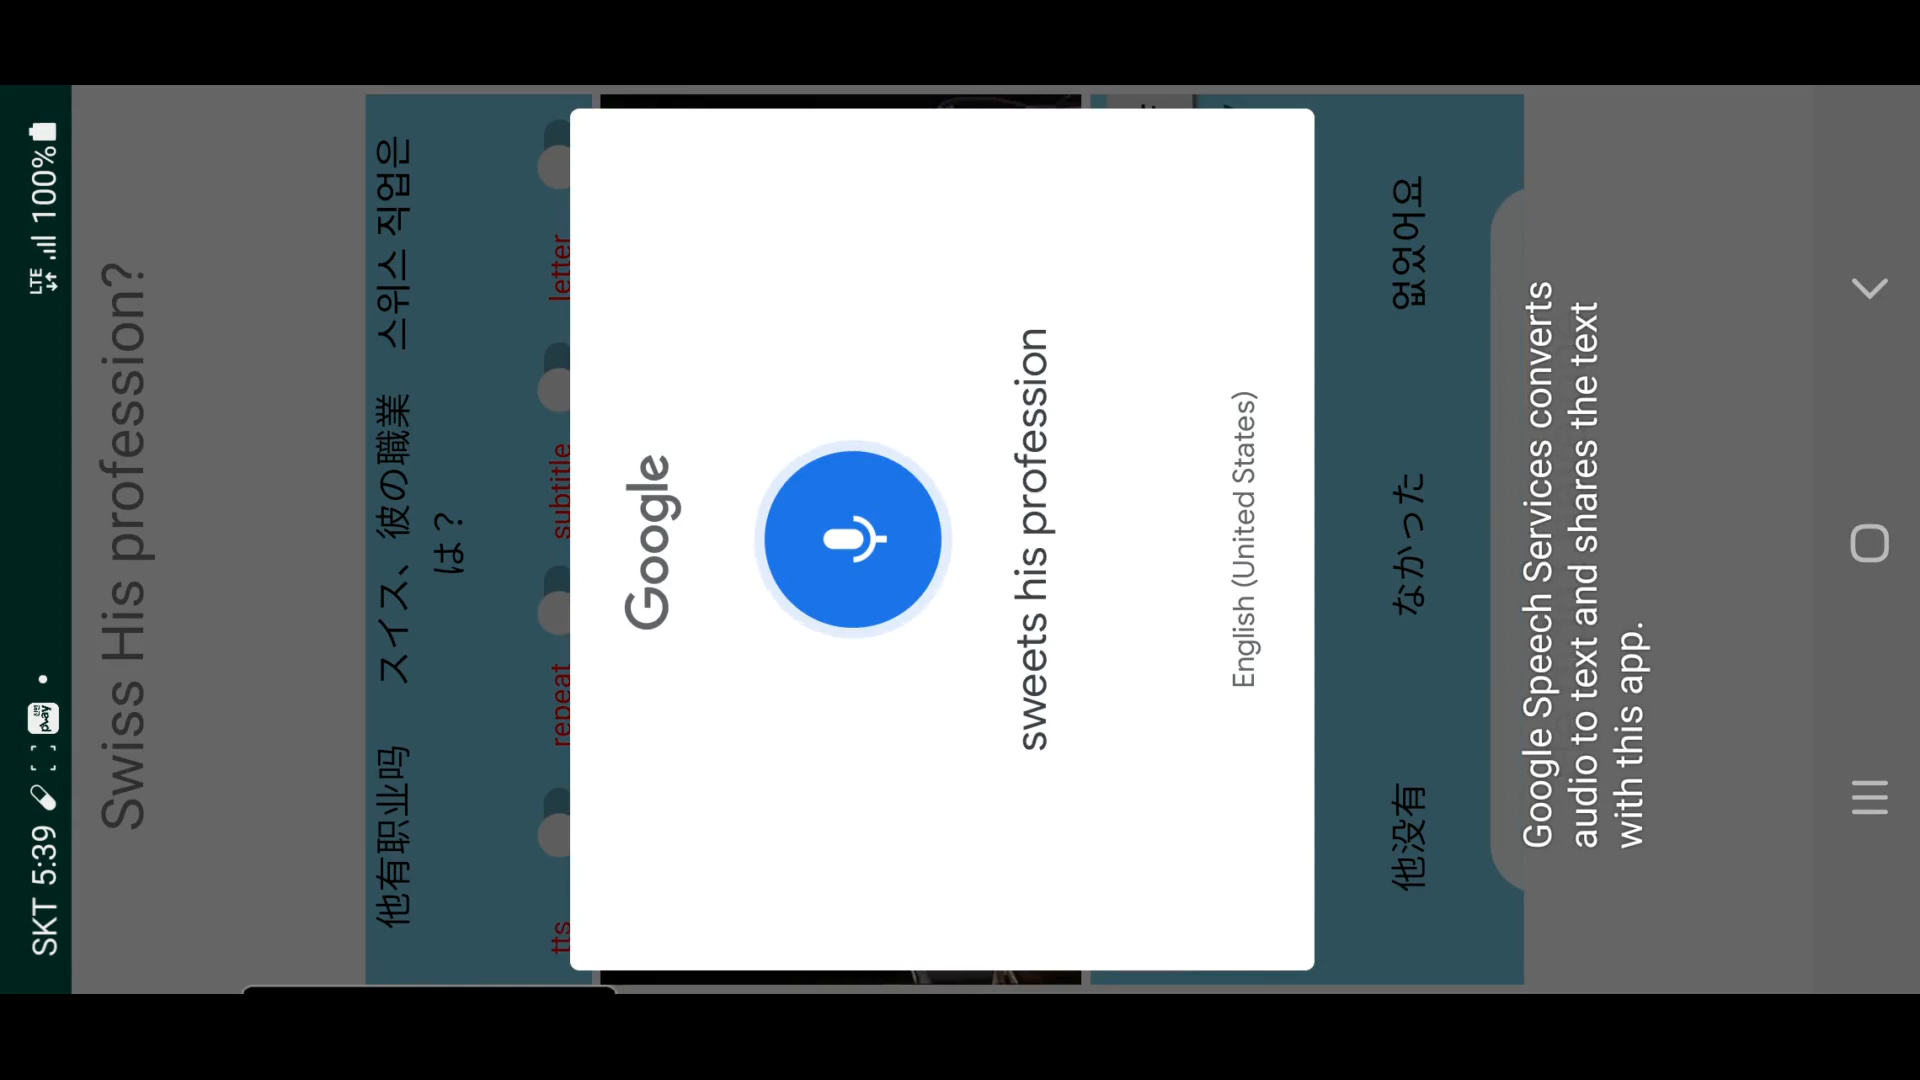 SKT 5:39
LTE
100%
Swiss His profession?
他有职业吗
スイス、彼の職業
は？
스위스 직업은
tts
repeat
subtitle
letter
Google
sweets his profession
English (United States)
他没有
なかった
없었어요
Google Speech Services converts
audio to text and shares the text
with this app.